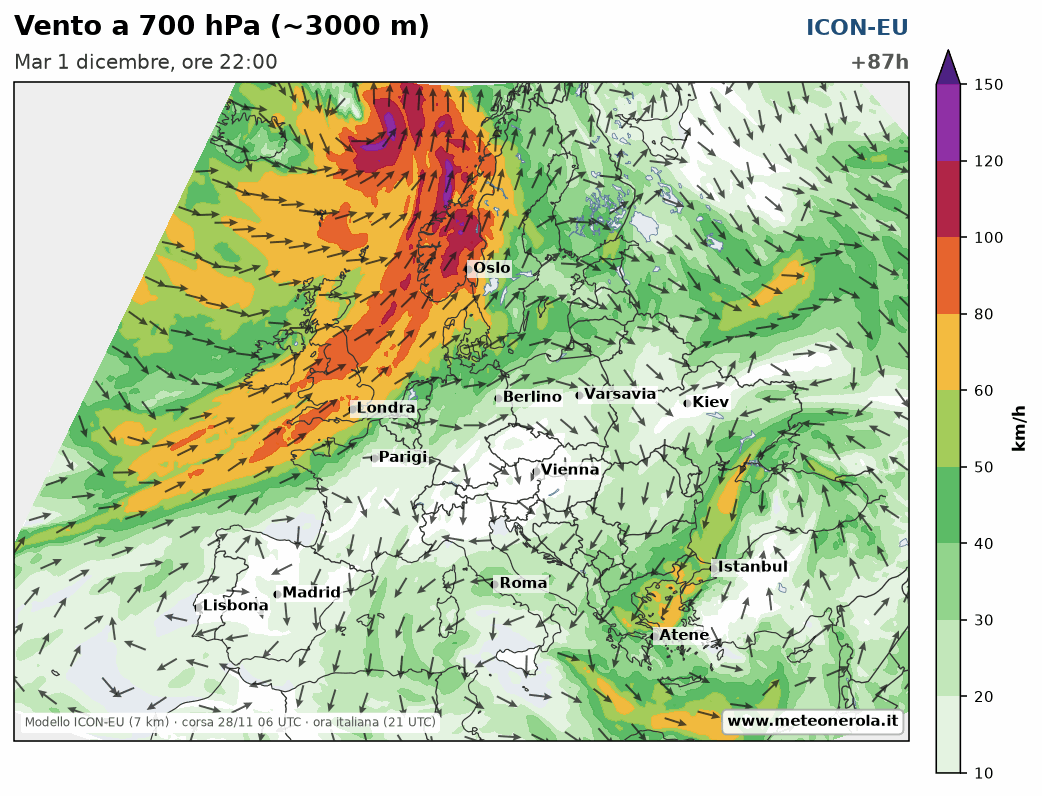 Vento a 700 hPa (~3000 m)
ICON-EU
Mar 1 dicembre, ore 22:00
+87h
150
120
100
80
60
50
40
30
20
10
km/h
Oslo
Londra
Berlino
Varsavia
Kiev
Parigi
Vienna
Istanbul
Roma
Madrid
Lisbona
Atene
Modello ICON-EU (7 km) · corsa 28/11 06 UTC · ora italiana (21 UTC)
www.meteonerola.it